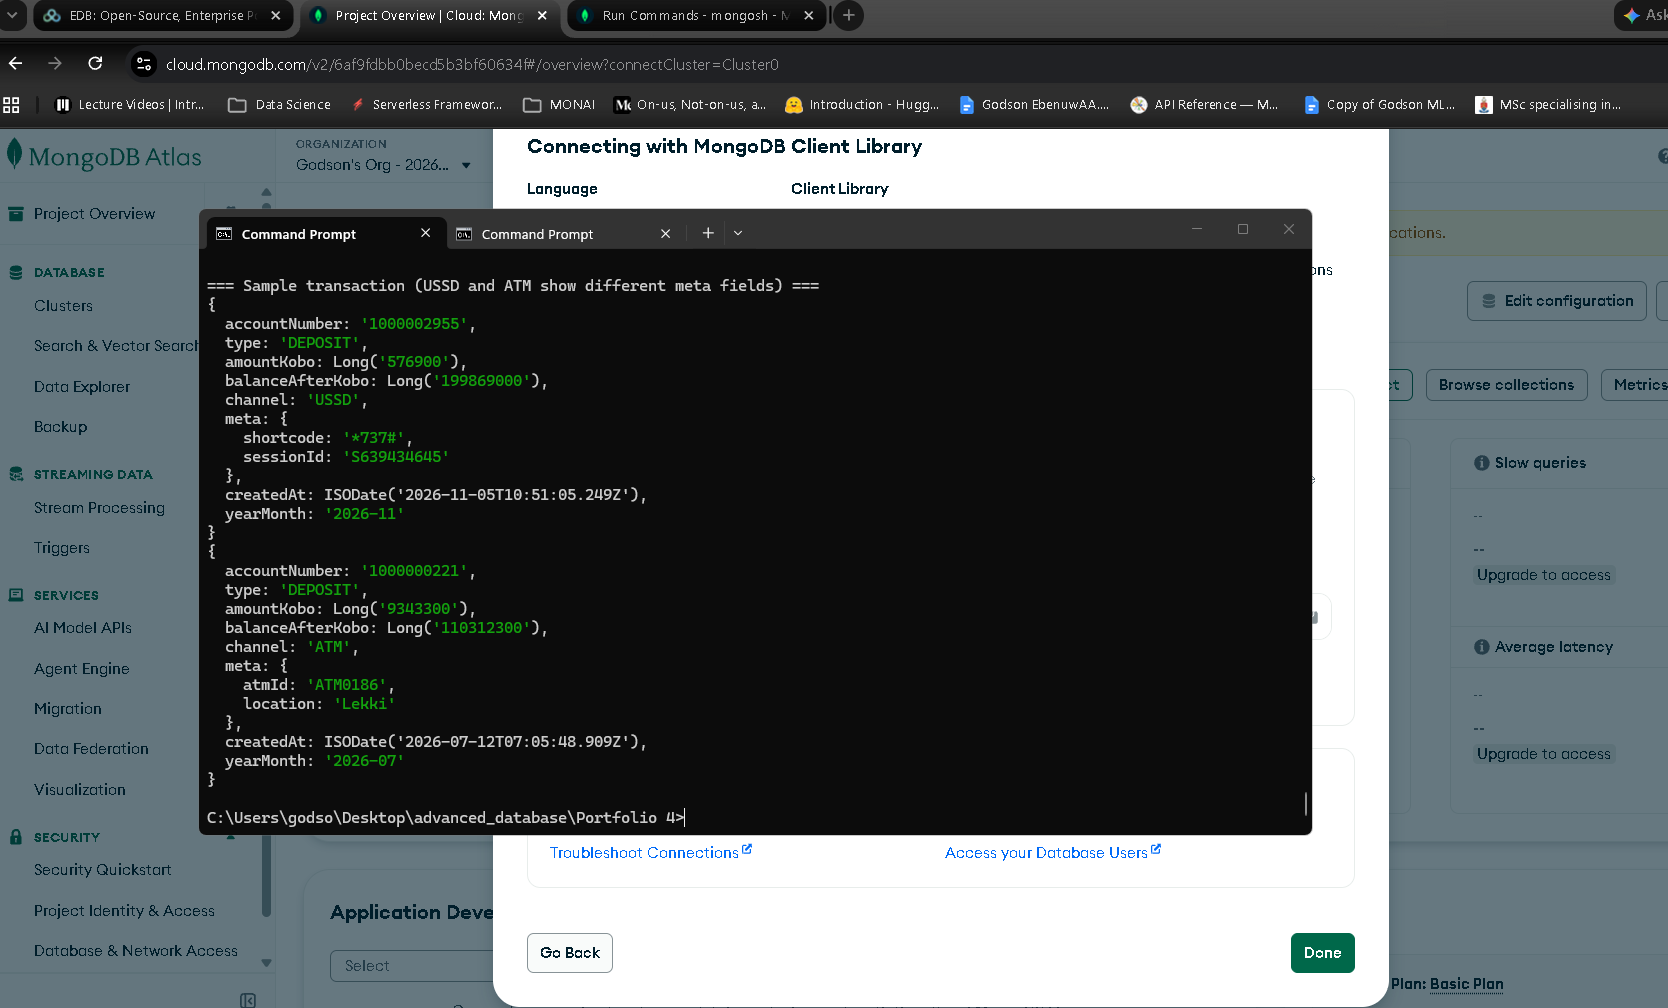 EDB: Open-Source, Enterprise Po
Project Overview | Cloud: Mong
Run Commands - mongosh - M
Ask
cloud.mongodb.com/v2/6af9fdbb0becd5b3bf60634f#/overview?connectCluster=Cluster0
Lecture Videos | Intr...
Data Science
Serverless Framewor...
MONAI
On-us, Not-on-us, a...
Introduction - Hugg...
Godson EbenuwAA....
API Reference — M...
Copy of Godson ML...
MSc specialising in...
MongoDB Atlas
ORGANIZATION
Godson's Org - 2026...
Project Overview
DATABASE
Clusters
Search & Vector Search
Data Explorer
Backup
STREAMING DATA
Stream Processing
Triggers
SERVICES
AI Model APIs
Agent Engine
Migration
Data Federation
Visualization
SECURITY
Security Quickstart
Project Identity & Access
Database & Network Access
Connecting with MongoDB Client Library
Language
Client Library
Command Prompt
Command Prompt
=== Sample transaction (USSD and ATM show different meta fields) ===
{
accountNumber: '1000002955',
type: 'DEPOSIT',
amountKobo: Long('576900'),
balanceAfterKobo: Long('199869000'),
channel: 'USSD',
meta: {
shortcode: '*737#',
sessionId: 'S639434645'
},
createdAt: ISODate('2026-11-05T10:51:05.249Z'),
yearMonth: '2026-11'
}
{
accountNumber: '1000000221',
type: 'DEPOSIT',
amountKobo: Long('9343300'),
balanceAfterKobo: Long('110312300'),
channel: 'ATM',
meta: {
atmId: 'ATM0186',
location: 'Lekki'
},
createdAt: ISODate('2026-07-12T07:05:48.909Z'),
yearMonth: '2026-07'
}
C:\Users\godso\Desktop\advanced_database\Portfolio 4>
cations.
ons
Edit configuration
ct
Browse collections
Metrics
Slow queries
--
--
Upgrade to access
Average latency
--
--
Upgrade to access
Troubleshoot Connections
Access your Database Users
Application Deve
Select
Go Back
Done
Plan: Basic Plan